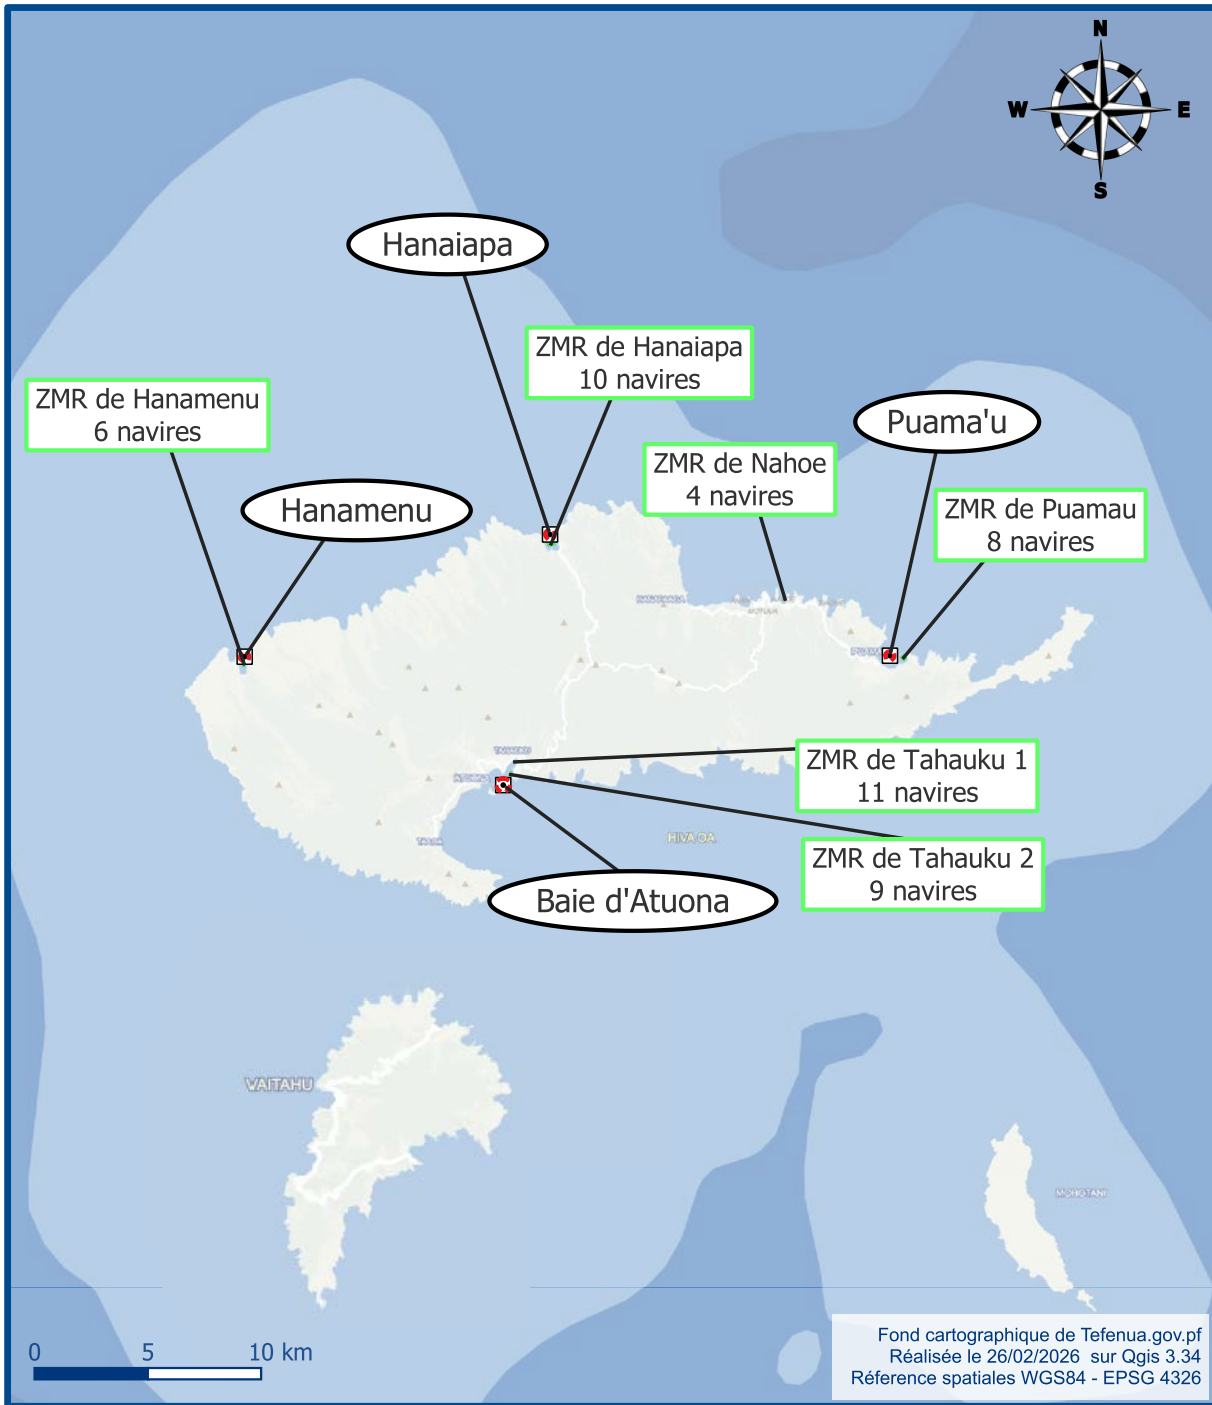 N
W
E
S
Hanaiapa
ZMR de Hanaiapa
10 navires
ZMR de Hanamenu
6 navires
Puama'u
ZMR de Nahoe
4 navires
Hanamenu
ZMR de Puamau
8 navires
TAHAUKU
ATUONA
ZMR de Tahauku 1
11 navires
HIVA OA
ZMR de Tahauku 2
9 navires
Baie d'Atuona
VAITAHU
MOHOTANI
0 5 10 km
Fond cartographique de Tefenua.gov.pf
Réalisée le 26/02/2026 sur Qgis 3.34
Réference spatiales WGS84 - EPSG 4326